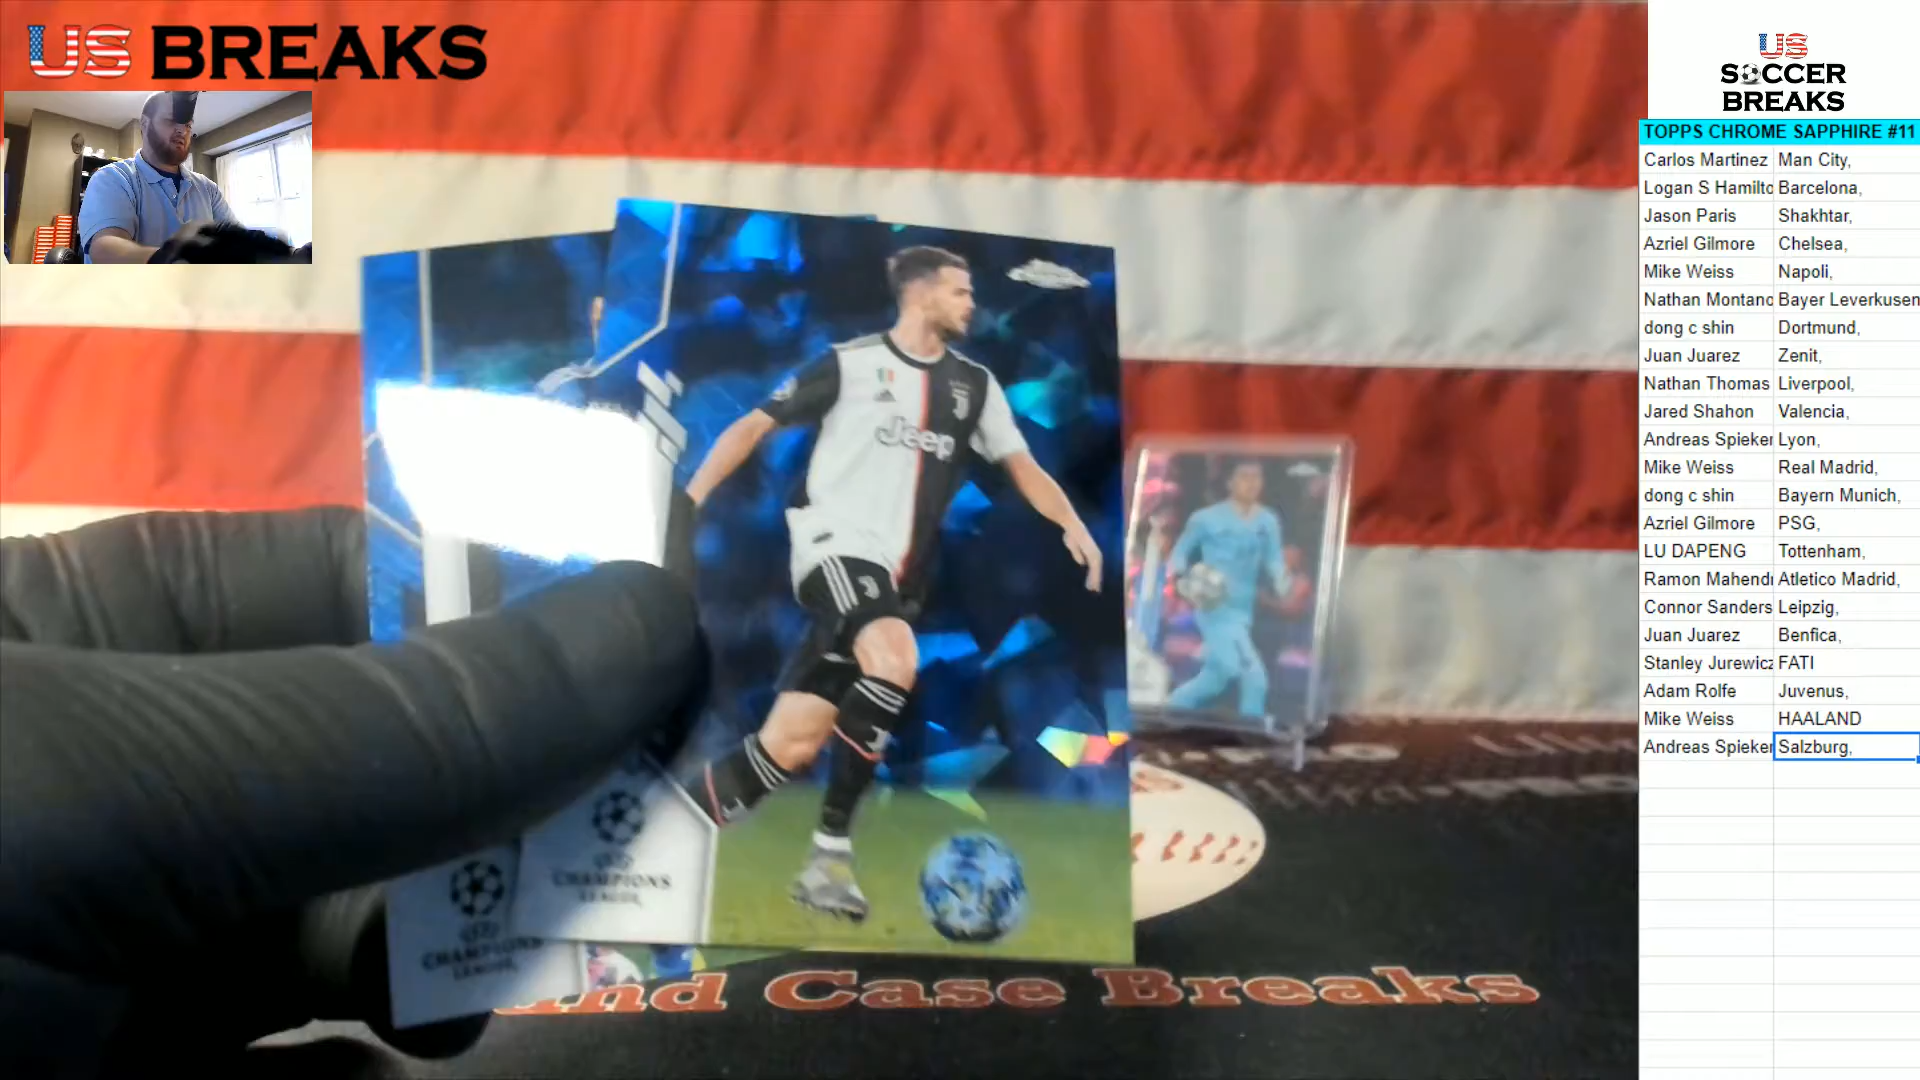 US BREAKS
US
SOCCER
BREAKS
TOPPS CHROME SAPPHIRE #11
Carlos Martinez Man City,
Logan S Hamilto Barcelona,
Jason Paris Shakhtar,
Azriel Gilmore Chelsea,
Mike Weiss Napoli,
Nathan Montano Bayer Leverkusen
dong c shin Dortmund,
Juan Juarez Zenit,
Nathan Thomas Liverpool,
Jared Shahon Valencia,
Andreas Spieker Lyon,
Mike Weiss Real Madrid,
dong c shin Bayern Munich,
Azriel Gilmore PSG,
LU DAPENG Tottenham,
Ramon Mahendr Atletico Madrid,
Connor Sanders Leipzig,
Juan Juarez Benfica,
Stanley Jurewicz FATI
Adam Rolfe Juvenus,
Mike Weiss HAALAND
Andreas Spieker Salzburg,
Jeep
CHAMPIONS
LEAGUE
CHAMPIONS
LEAGUE
and Case Breaks